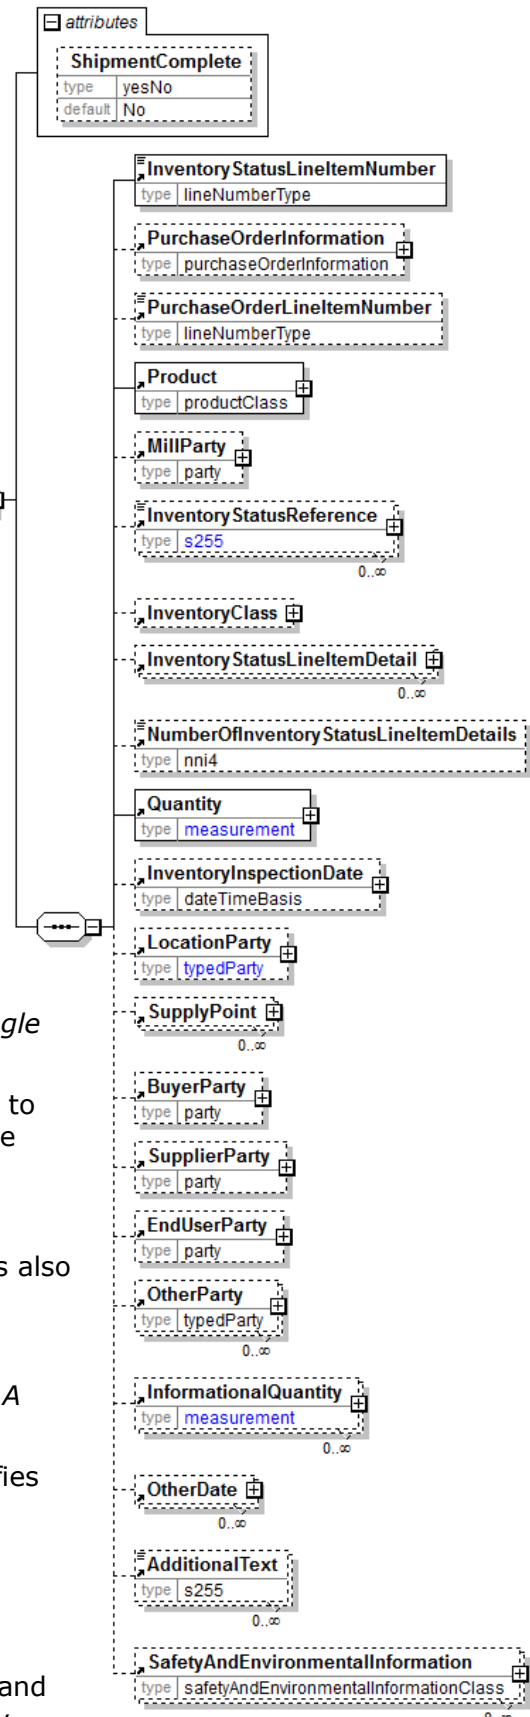 attributes
ShipmentComplete
type yesNo
default No
InventoryStatusLineItemNumber
type lineNumberType
PurchaseOrderInformation
type purchaseOrderInformation
PurchaseOrderLineItemNumber
type lineNumberType
Product
type productClass
MillParty
type party
InventoryStatusReference
type s255
0..∞
InventoryClass
InventoryStatusLineItemDetail
0..∞
NumberOfInventoryStatusLineItemDetails
type nni4
Quantity
type measurement
InventoryInspectionDate
type dateTimeBasis
LocationParty
type typedParty
SupplyPoint
gle
0..∞
BuyerParty
to
type party
e
SupplierParty
type party
EndUserParty
type party
s also
OtherParty
type typedParty
0..∞
InformationalQuantity
A
type measurement
0..∞
fies
OtherDate
0..∞
AdditionalText
type s255
0..∞
SafetyAndEnvironmentalInformation
and
type safetyAndEnvironmentalInformationClass